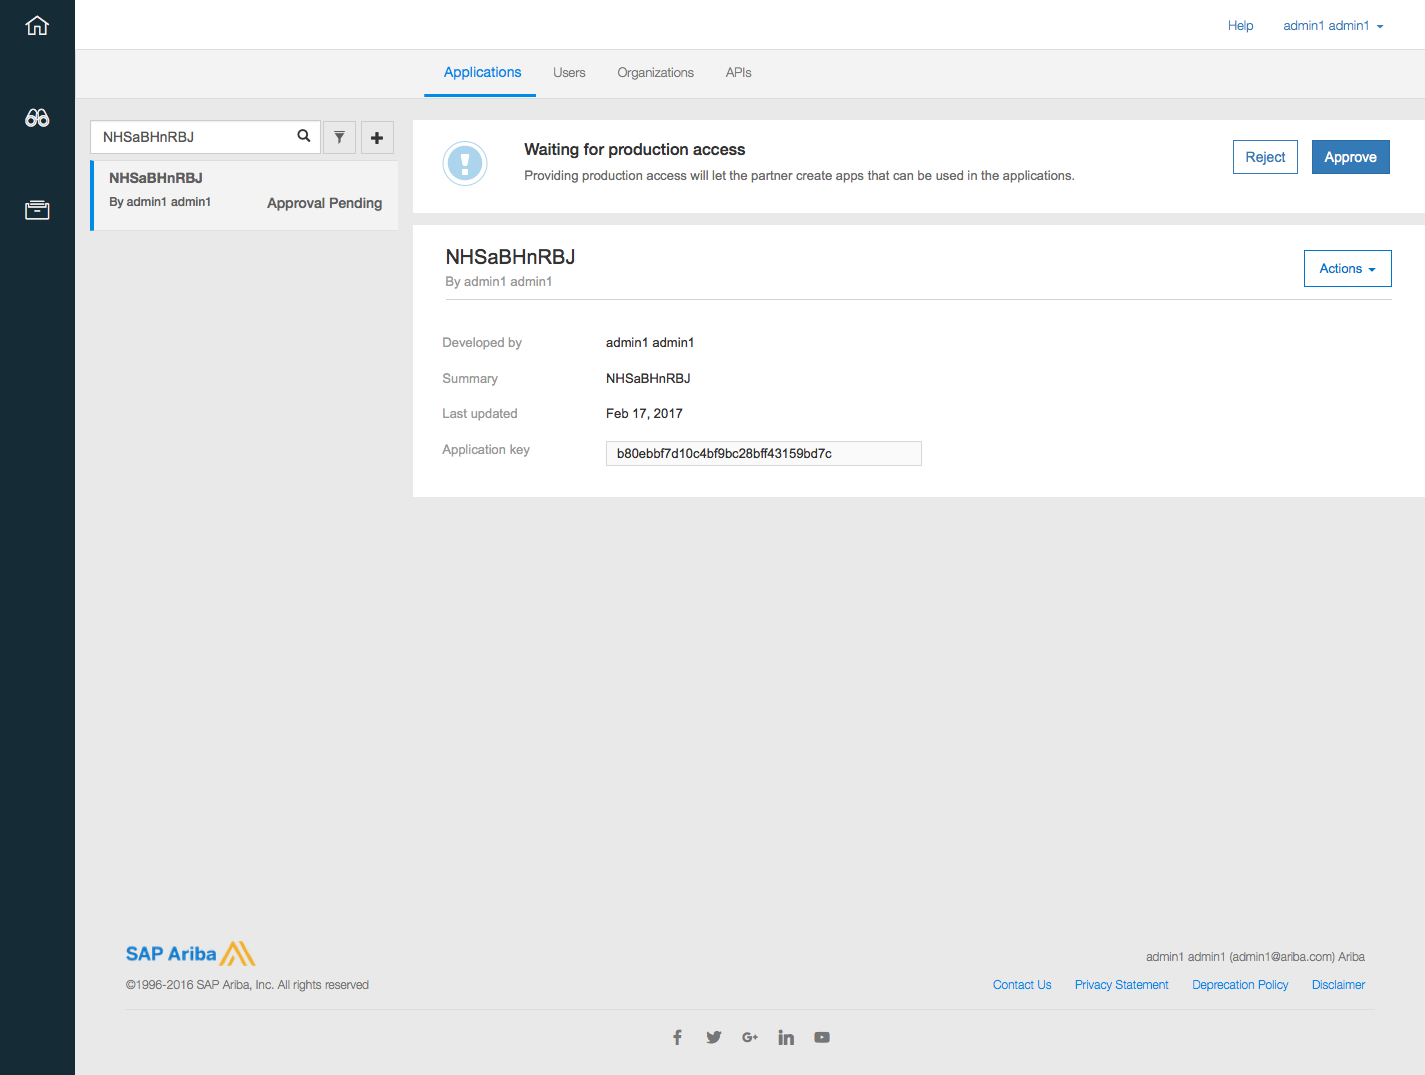 Help admin1 admin1
Applications Users Organizations APIs
NHSaBHnRBJ
NHSaBHnRBJ
By admin1 admin1
Approval Pending
Waiting for production access
Providing production access will let the partner create apps that can be used in the applications.
Reject Approve
NHSaBHnRBJ
By admin1 admin1
Actions
Developed by admin1 admin1
Summary NHSaBHnRBJ
Last updated Feb 17, 2017
Application key b80ebbf7d10c4bf9bc28bff43159bd7c
SAP Ariba
©1996-2016 SAP Ariba, Inc. All rights reserved
admin1 admin1 (admin1@ariba.com) Ariba
Contact Us Privacy Statement Deprecation Policy Disclaimer